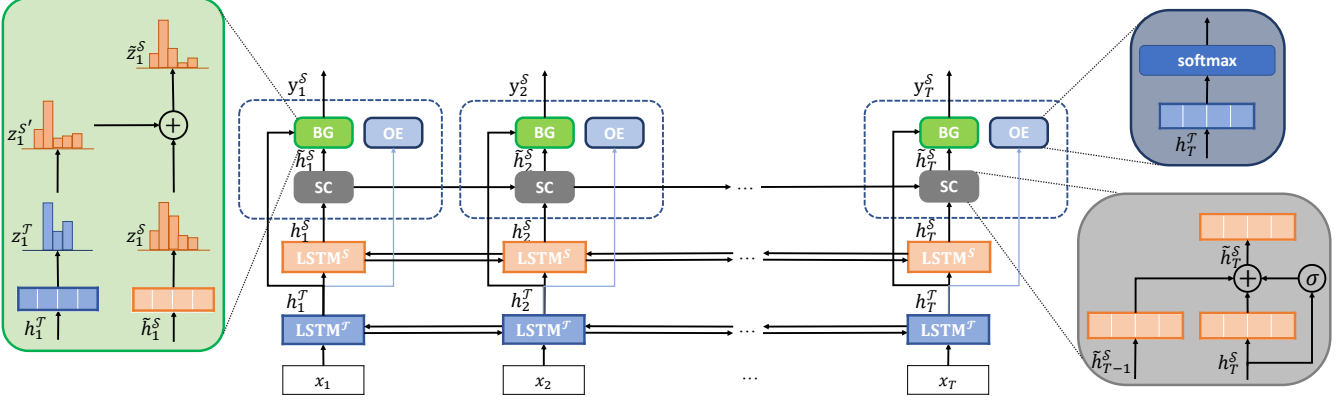 z̃₁^𝒮
z₁^𝒮′
z₁^𝒯 z₁^𝒮
h₁^𝒯 h̃₁^𝒮
y₁^𝒮 y₂^𝒮 y_T^𝒮
BG OE BG OE BG OE
h̃₁^𝒮 h̃₂^𝒮 h̃_T^𝒮
SC SC ... SC
h₁^𝒮 h₂^𝒮 h_T^𝒮
LSTM^𝒮 LSTM^𝒮 ... LSTM^𝒮
h₁^𝒯 h₂^𝒯 h_T^𝒯
LSTM^𝒯 LSTM^𝒯 ... LSTM^𝒯
x₁ x₂ ... x_T
softmax
h_T^𝒯
h̃_T^𝒮
σ
h̃_{T−1}^𝒮 h_T^𝒮